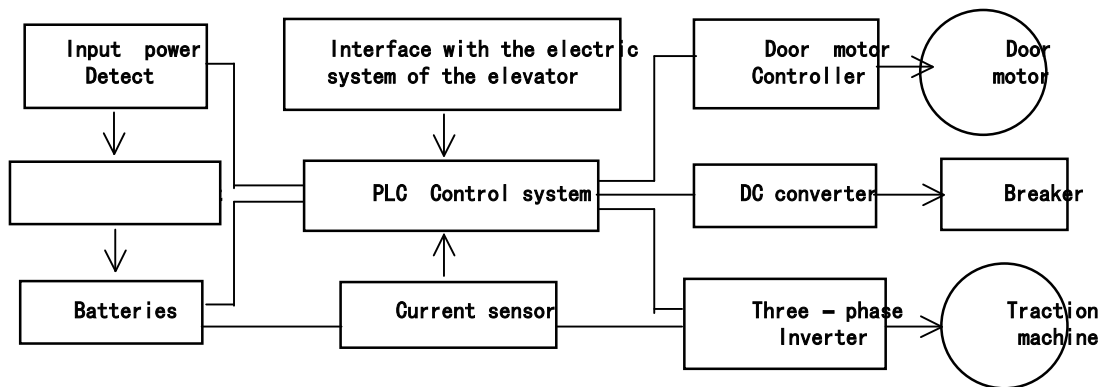 Input power
Detect
Interface with the electric
system of the elevator
Door motor
Controller
Door
motor
PLC Control system
DC converter
Breaker
Batteries
Current sensor
Three - phase
Inverter
Traction
machine